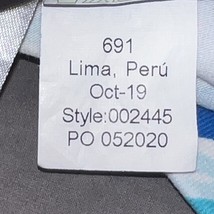 691
Lima, Perú
Oct-19
Style:002445
PO 052020